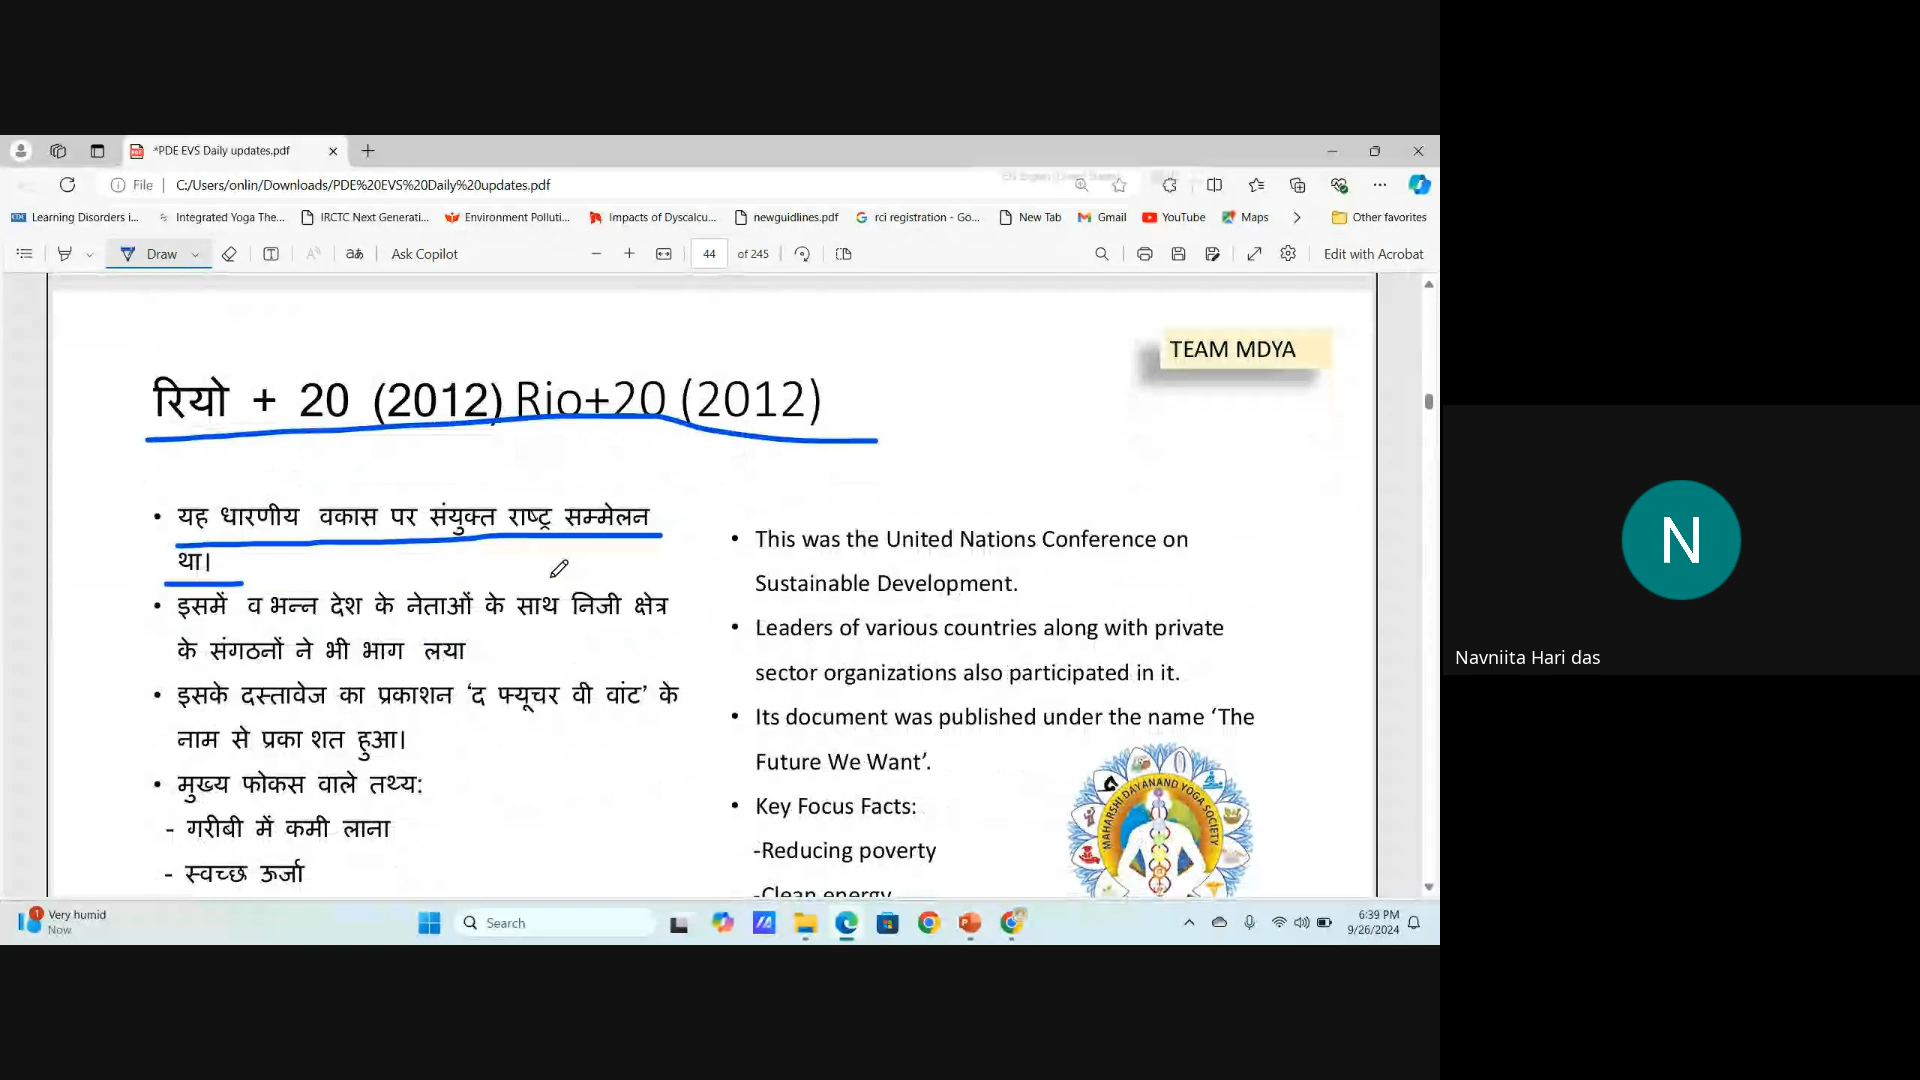 *PDE EVS Daily updates.pdf
File C:/Users/onlin/Downloads/PDE%20EVS%20Daily%20updates.pdf
Learning Disorders i... Integrated Yoga The... IRCTC Next Generati... Environment Polluti... Impacts of Dyscalcu... newguidlines.pdf rci registration - Go... New Tab Gmail YouTube Maps Other favorites
Draw Ask Copilot 44 of 245 Edit with Acrobat
TEAM MDYA
रियो + 20 (2012) Rio+20 (2012)
• यह धारणीय वकास पर संयुक्त राष्ट्र सम्मेलन
था।
• इसमें व भन्न देश के नेताओं के साथ निजी क्षेत्र
के संगठनों ने भी भाग लया
• इसके दस्तावेज का प्रकाशन ‘द फ्यूचर वी वांट’ के
नाम से प्रका शत हुआ।
• मुख्य फोकस वाले तथ्य:
- गरीबी में कमी लाना
- स्वच्छ ऊर्जा
• This was the United Nations Conference on
Sustainable Development.
• Leaders of various countries along with private
sector organizations also participated in it.
• Its document was published under the name ‘The
Future We Want’.
• Key Focus Facts:
-Reducing poverty
-Clean energy
MAHARSHI DAYANAND YOGA SOCIETY
N
Navniita Hari das
1 Very humid
Now
Search
6:39 PM
9/26/2024